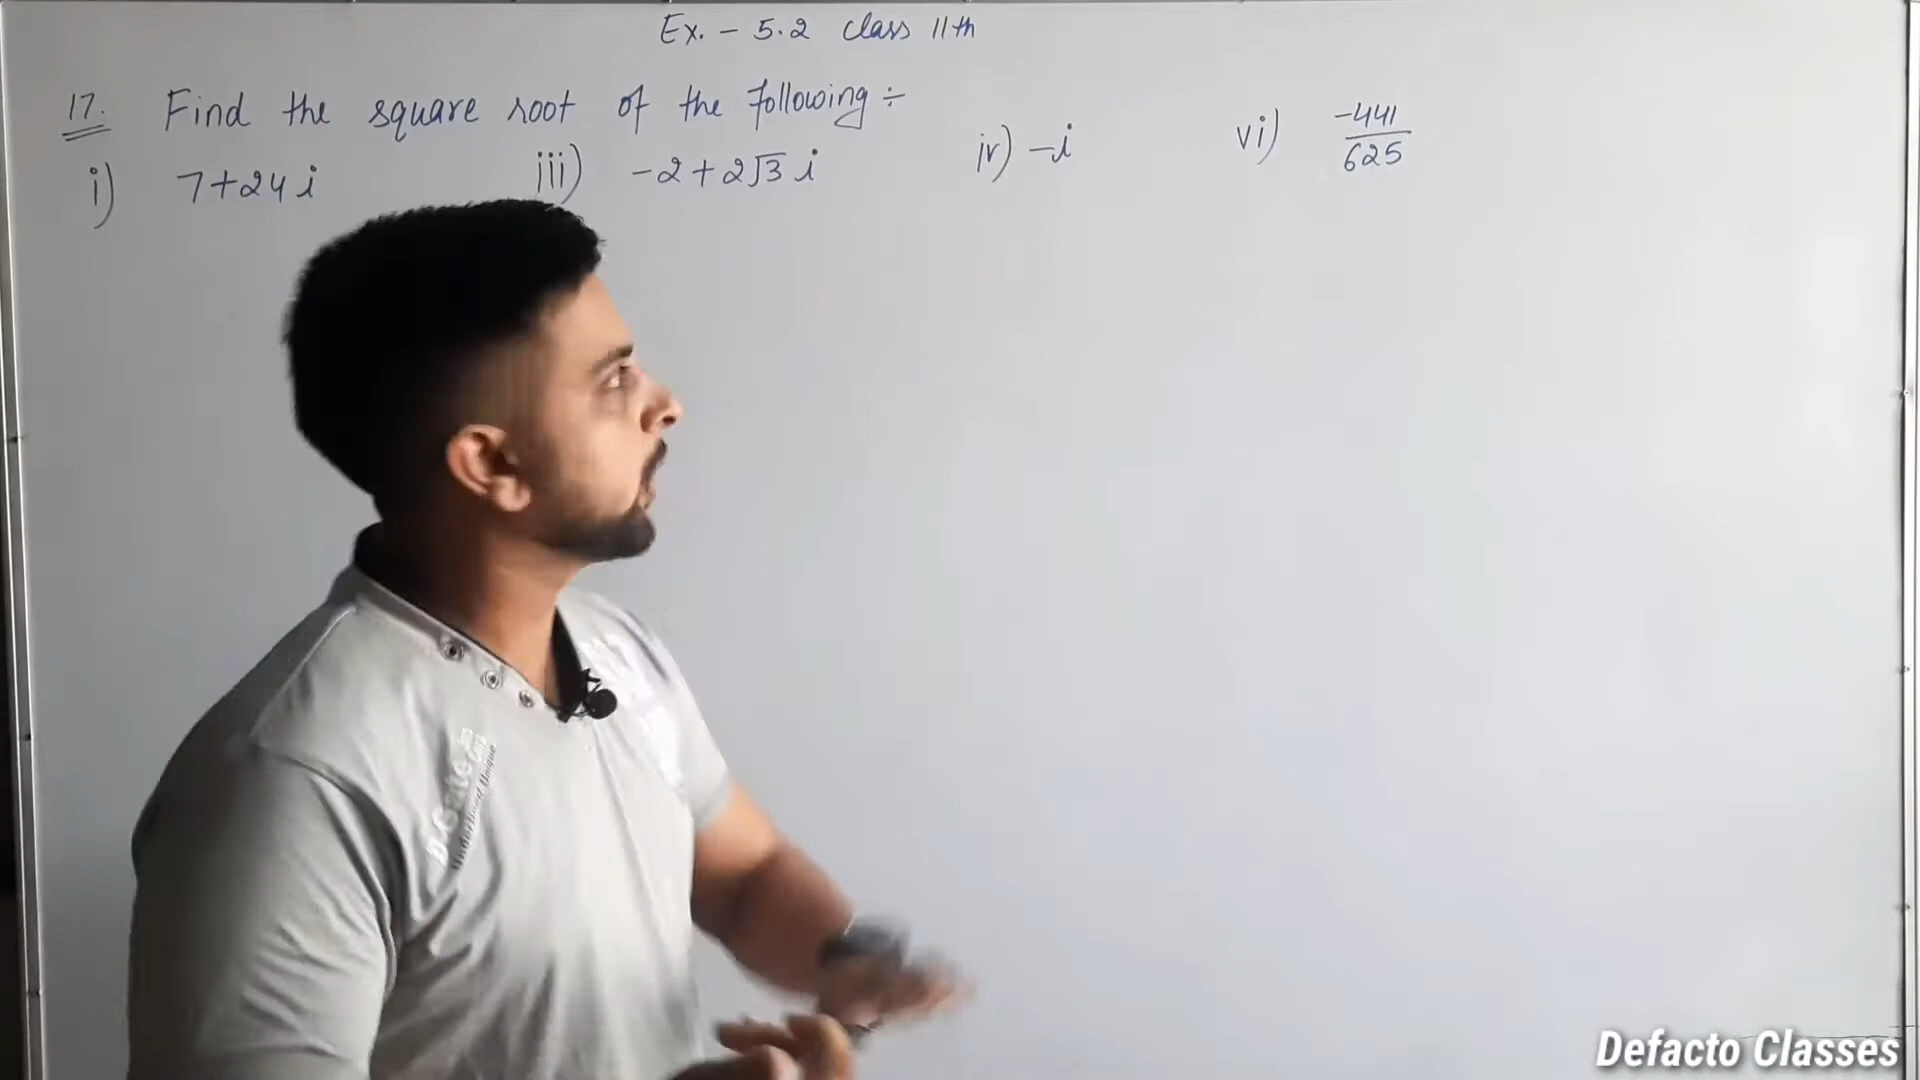 Ex. - 5.2 class 11th
17. Find the square root of the following ÷
i) 7+24i iii) -2+2√3 i iv) -i vi) -441/625
Defacto Classes